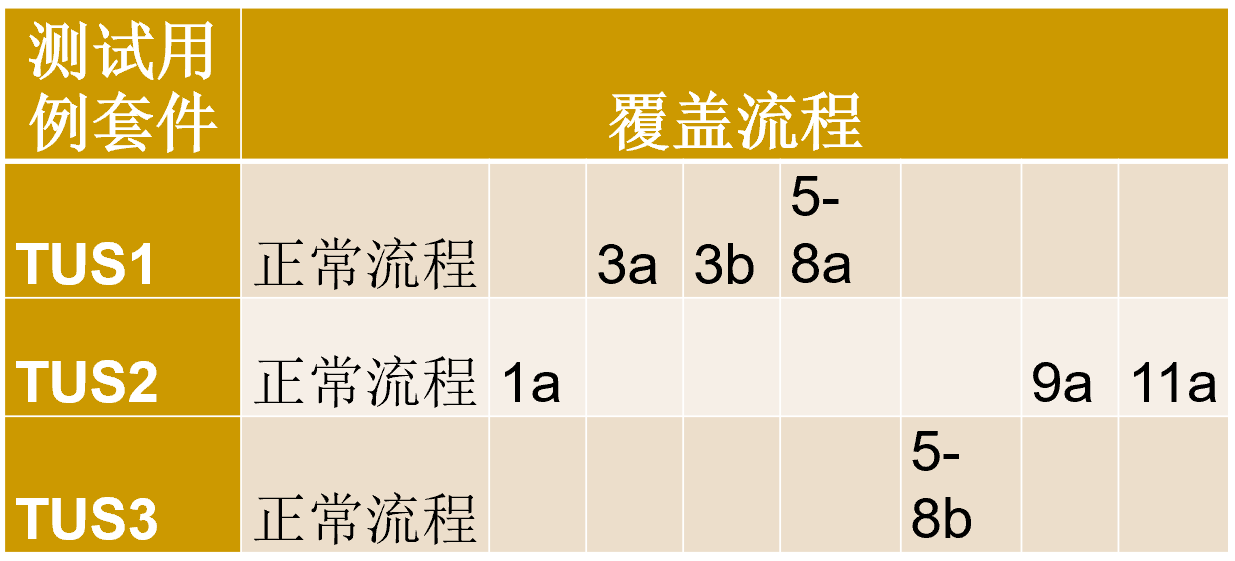 测试用
例套件
覆盖流程
TUS1 正常流程 3a 3b 5-
8a
TUS2 正常流程 1a 9a 11a
TUS3 正常流程 5-
8b